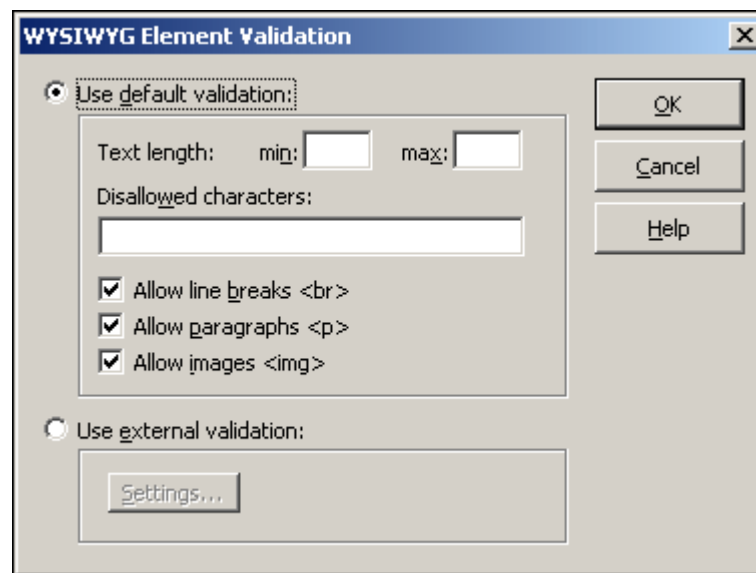 WYSIWYG Element Validation
Use default validation:
OK
Text length: min: max:
Cancel
Disallowed characters:
Help
Allow line breaks <br>
Allow paragraphs <p>
Allow images <img>
Use external validation:
Settings...